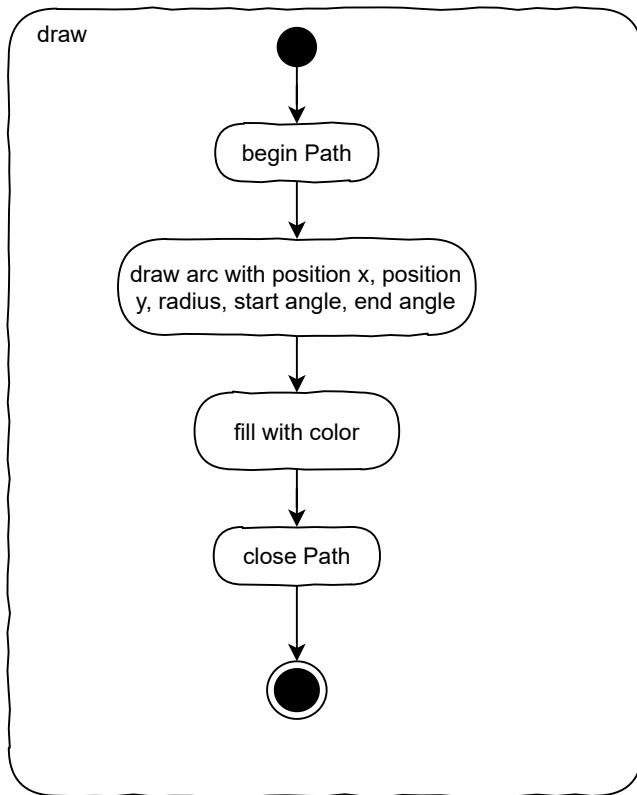 draw
begin Path
draw arc with position x, position
y, radius, start angle, end angle
fill with color
close Path